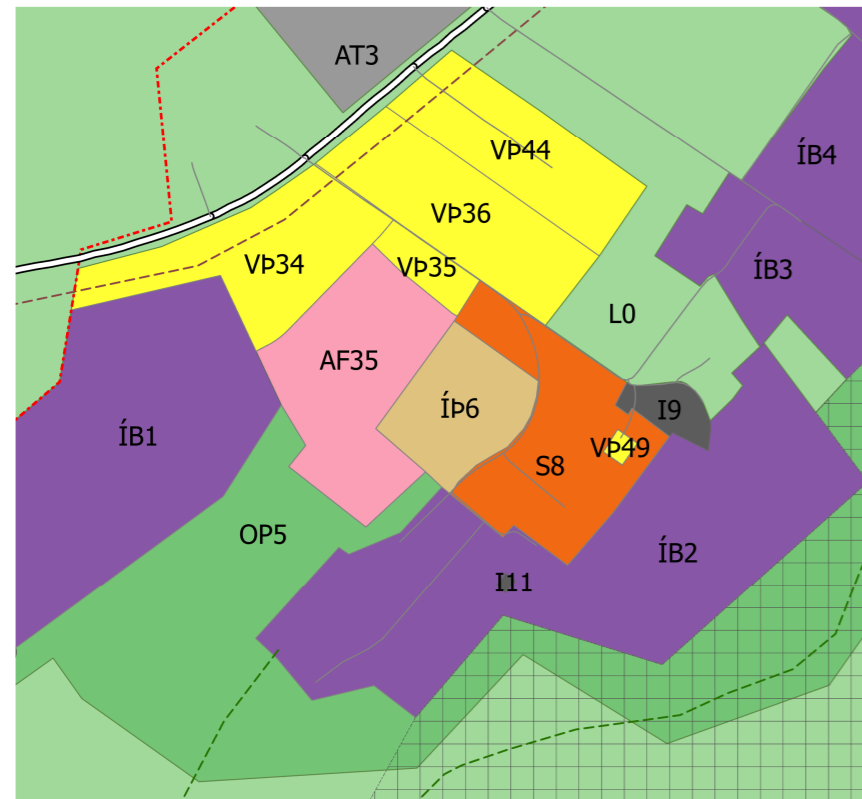 AT3
VÞ44
ÍB4
VÞ36
VÞ34
VÞ35
ÍB3
L0
AF35
ÍÞ6
I9
ÍB1
VÞ49
S8
OP5
ÍB2
I11